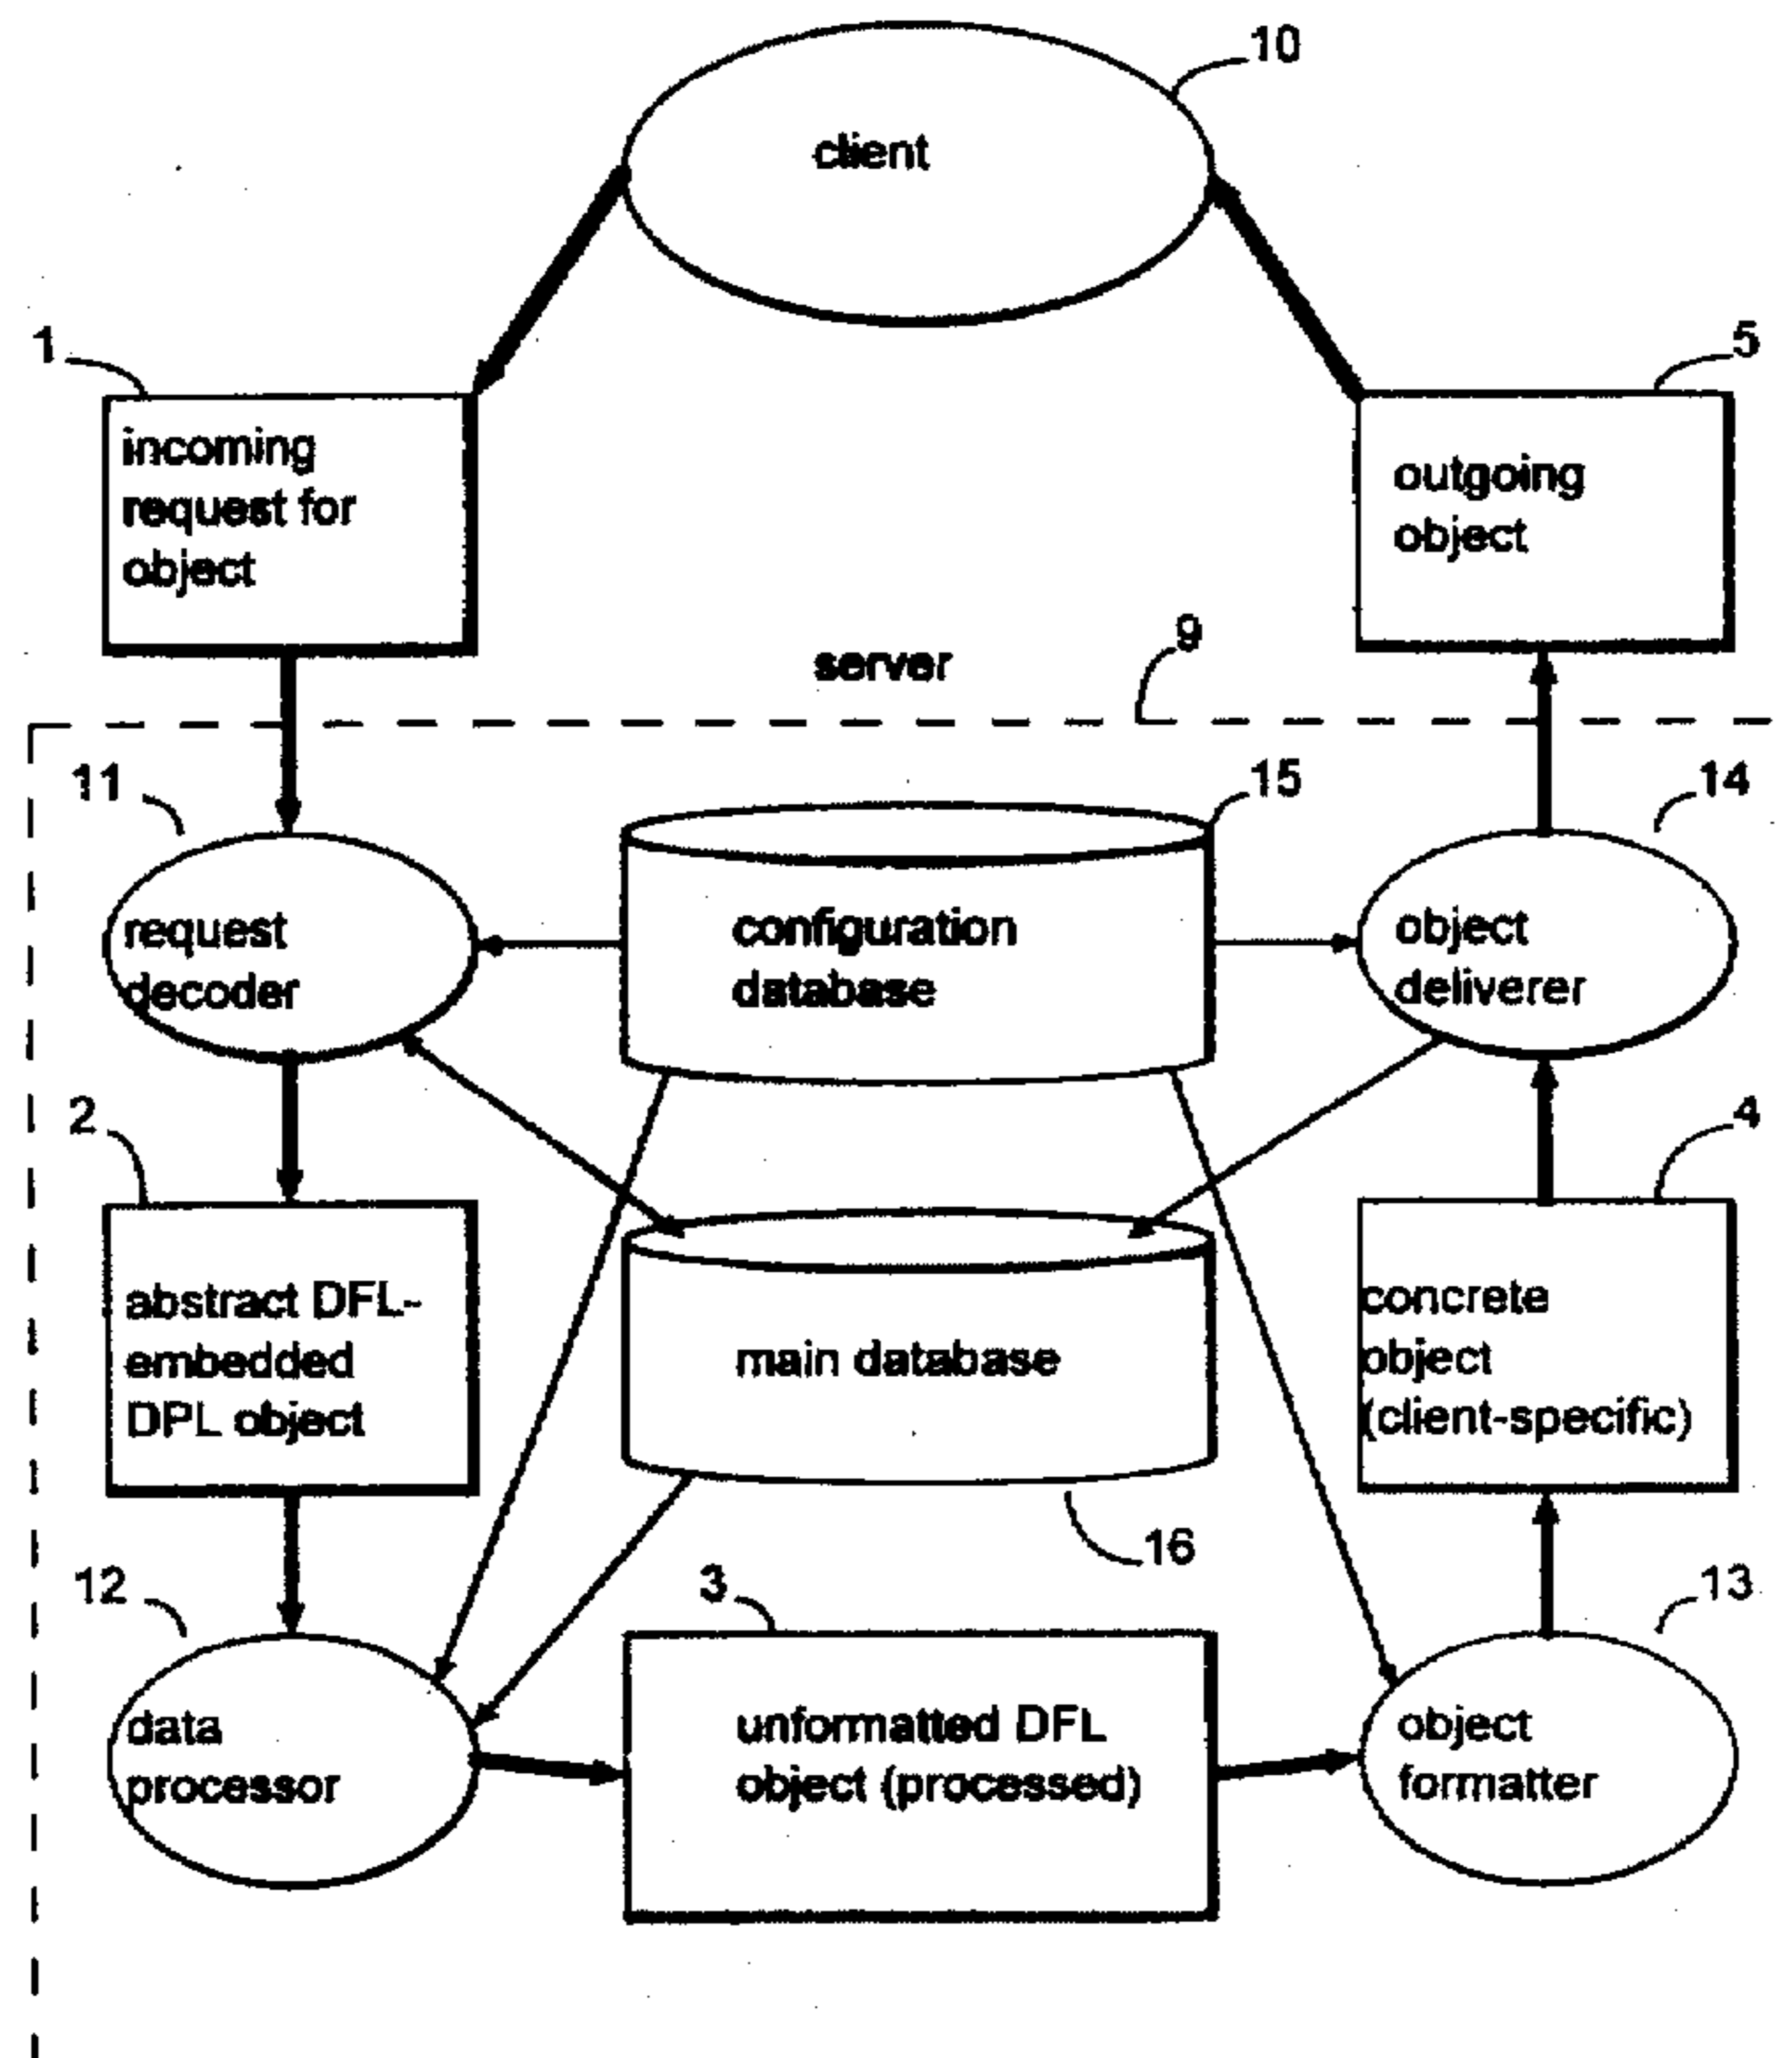 10
client
1
incoming
request for
object
5
outgoing
object
server
9
11
request
decoder
15
configuration
database
14
object
deliverer
2
abstract DFL-
embedded
DPL object
main database
16
4
concrete
object
(client-specific)
12
data
processor
3
unformatted DFL
object (processed)
13
object
formatter